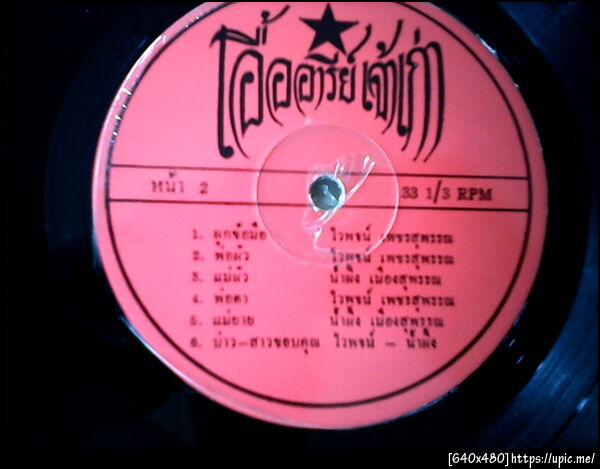 เอื้ออารีย์ เจ้าเก่า
หน้า 2
33 1/3 RPM
1. ผูกข้อมือ ไวพจน์ เพชรสุพรรณ
2. พ่อผัว ไวพจน์ เพชรสุพรรณ
3. แม่ผัว น้ำผึ้ง เมืองสุพรรณ
4. พ่อตา ไวพจน์ เพชรสุพรรณ
5. แม่ยาย น้ำผึ้ง เมืองสุพรรณ
6. บ่าว-สาวขอบคุณ ไวพจน์ - น้ำผึ้ง
[640x480]https://upic.me/